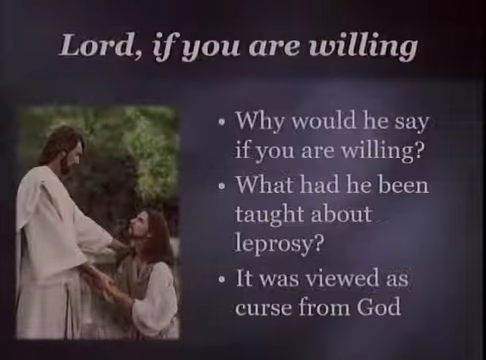 Lord, if you are willing
• Why would he say
if you are willing?
• What had he been
taught about
leprosy?
• It was viewed as
curse from God